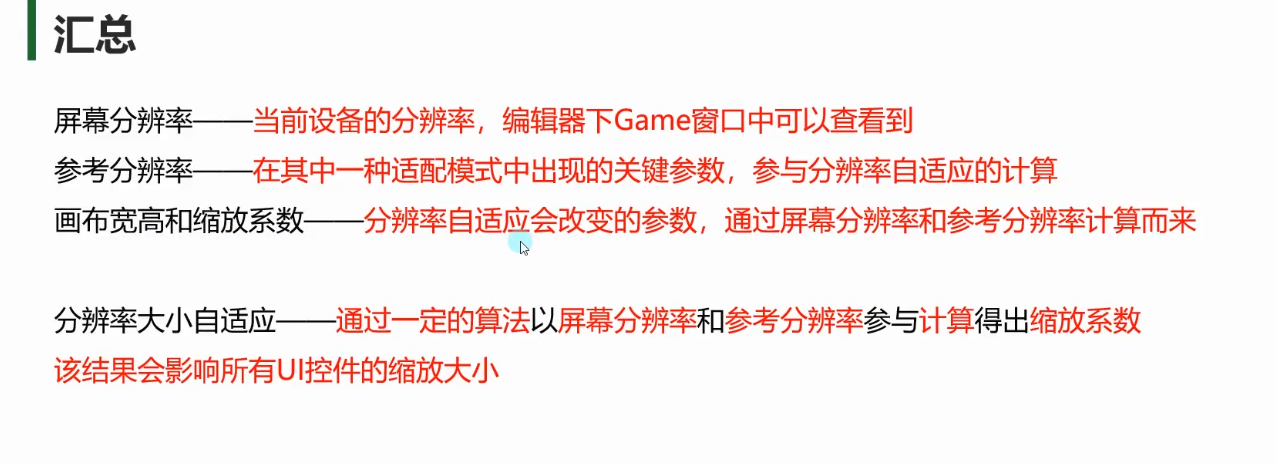 汇总
屏幕分辨率——当前设备的分辨率，编辑器下Game窗口中可以查看到
参考分辨率——在其中一种适配模式中出现的关键参数，参与分辨率自适应的计算
画布宽高和缩放系数——分辨率自适应会改变的参数，通过屏幕分辨率和参考分辨率计算而来
分辨率大小自适应——通过一定的算法以屏幕分辨率和参考分辨率参与计算得出缩放系数
该结果会影响所有UI控件的缩放大小